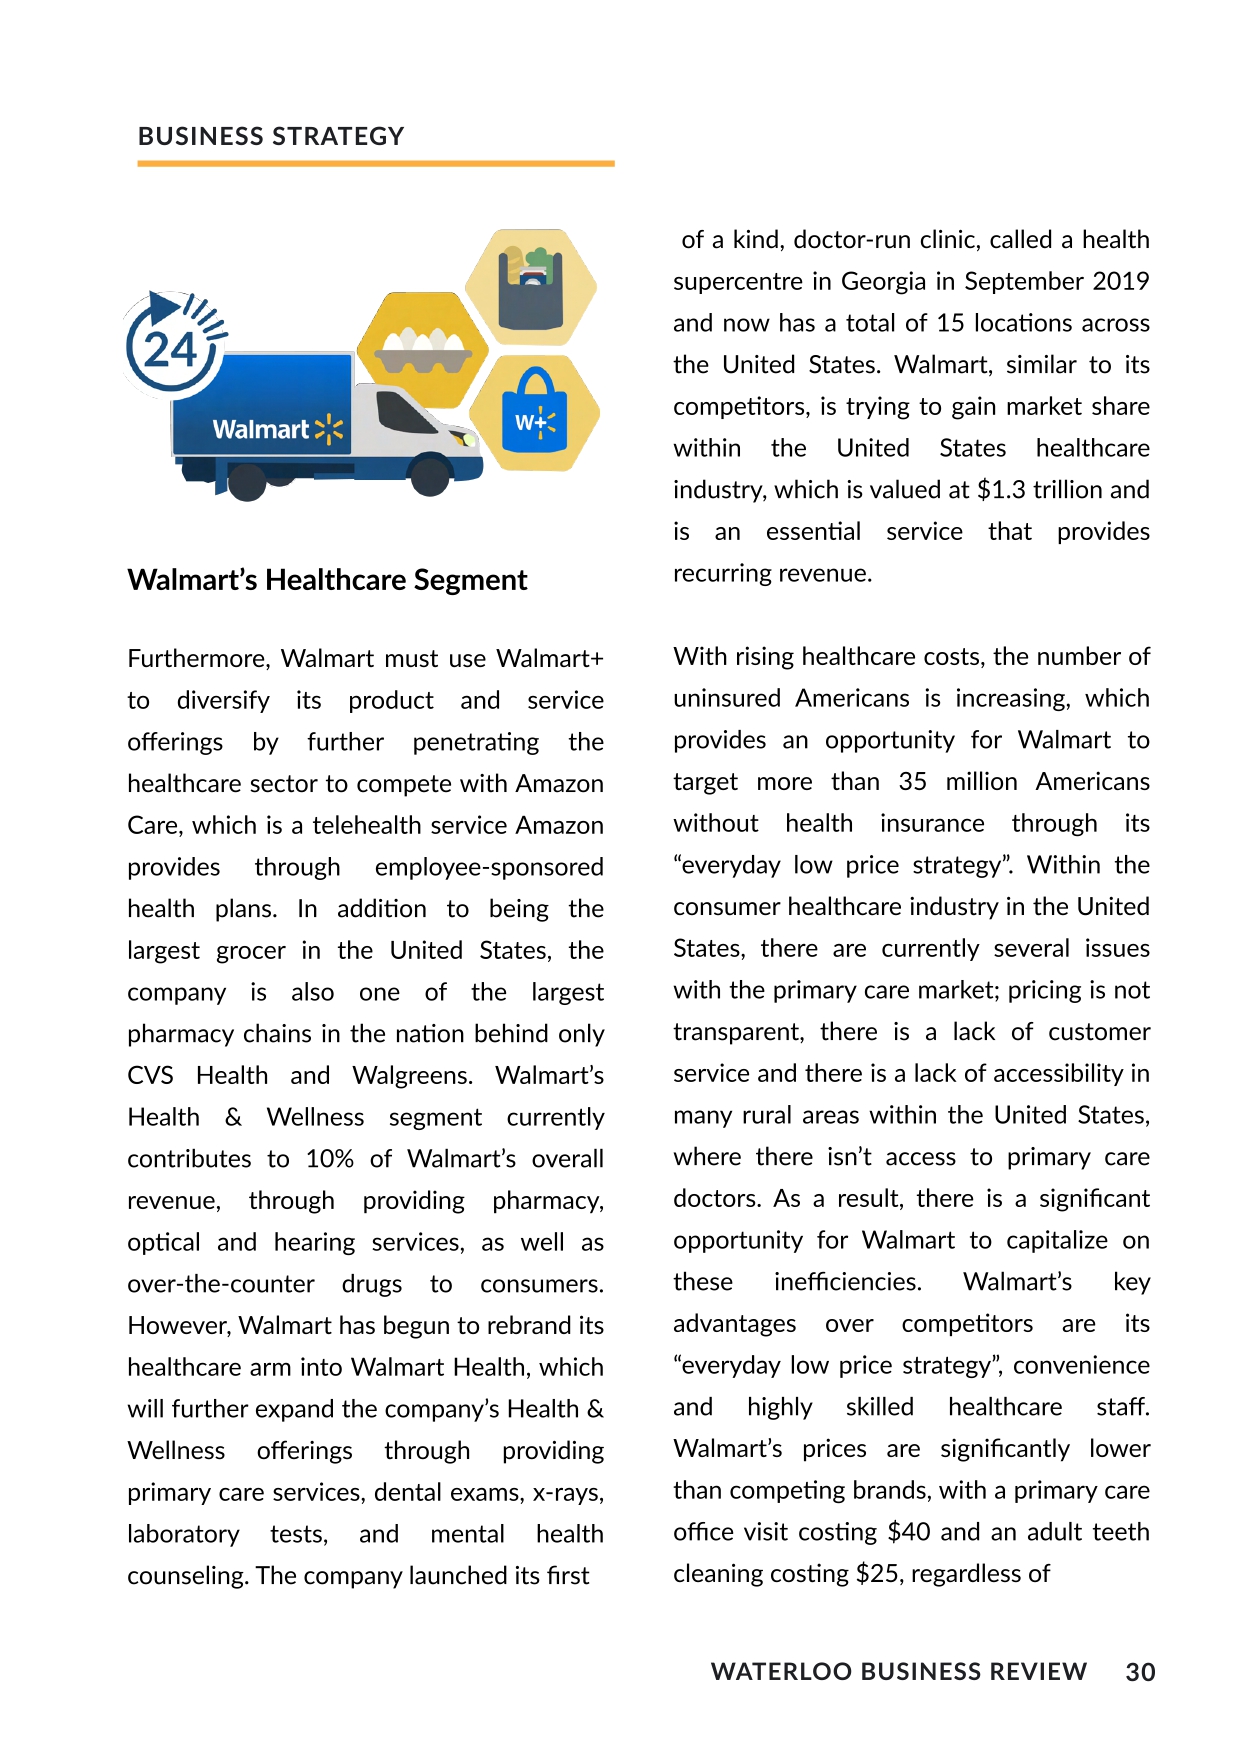 BUSINESS STRATEGY
24
Walmart
W+
Walmart’s Healthcare Segment
Furthermore, Walmart must use Walmart+
to diversify its product and service
offerings by further penetrating the
healthcare sector to compete with Amazon
Care, which is a telehealth service Amazon
provides through employee-sponsored
health plans. In addition to being the
largest grocer in the United States, the
company is also one of the largest
pharmacy chains in the nation behind only
CVS Health and Walgreens. Walmart’s
Health & Wellness segment currently
contributes to 10% of Walmart’s overall
revenue, through providing pharmacy,
optical and hearing services, as well as
over-the-counter drugs to consumers.
However, Walmart has begun to rebrand its
healthcare arm into Walmart Health, which
will further expand the company’s Health &
Wellness offerings through providing
primary care services, dental exams, x-rays,
laboratory tests, and mental health
counseling. The company launched its first
of a kind, doctor-run clinic, called a health
supercentre in Georgia in September 2019
and now has a total of 15 locations across
the United States. Walmart, similar to its
competitors, is trying to gain market share
within the United States healthcare
industry, which is valued at $1.3 trillion and
is an essential service that provides
recurring revenue.
With rising healthcare costs, the number of
uninsured Americans is increasing, which
provides an opportunity for Walmart to
target more than 35 million Americans
without health insurance through its
“everyday low price strategy”. Within the
consumer healthcare industry in the United
States, there are currently several issues
with the primary care market; pricing is not
transparent, there is a lack of customer
service and there is a lack of accessibility in
many rural areas within the United States,
where there isn’t access to primary care
doctors. As a result, there is a significant
opportunity for Walmart to capitalize on
these inefficiencies. Walmart’s key
advantages over competitors are its
“everyday low price strategy”, convenience
and highly skilled healthcare staff.
Walmart’s prices are significantly lower
than competing brands, with a primary care
office visit costing $40 and an adult teeth
cleaning costing $25, regardless of
WATERLOO BUSINESS REVIEW 30